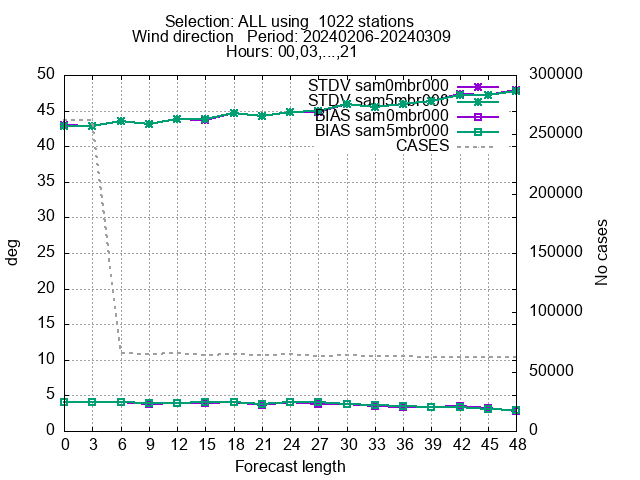 Selection: ALL using  1022 stations
Wind direction   Period: 20240206-20240309
Hours: 00,03,...,21
50 300000
STDV sam0mbr000
STDV sam5mbr000
BIAS sam0mbr000
BIAS sam5mbr000
CASES
45 250000
40
35 200000
30
25 150000
20
15 100000
10
5 50000
0 0
deg
No cases
0 3 6 9 12 15 18 21 24 27 30 33 36 39 42 45 48
Forecast length